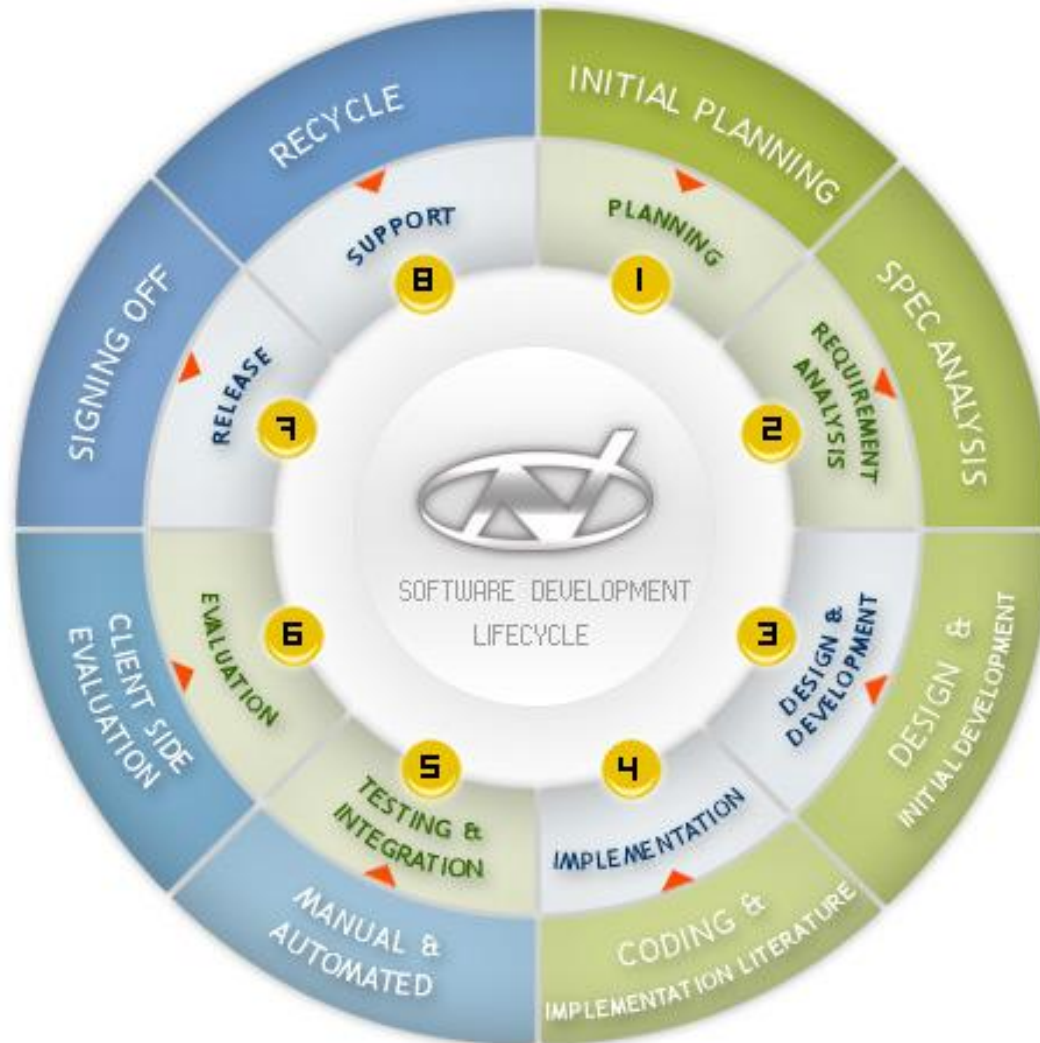 INITIAL PLANNING
PLANNING
1
SPEC ANALYSIS
REQUIREMENT
ANALYSIS
2
DESIGN &
INITIAL DEVELOPMENT
DESIGN &
DEVELOPMENT
3
CODING &
IMPLEMENTATION LITERATURE
IMPLEMENTATION
4
MANUAL &
AUTOMATED
TESTING &
INTEGRATION
5
CLIENT SIDE
EVALUATION
EVALUATION
6
SIGNING OFF
RELEASE
7
RECYCLE
SUPPORT
8
SOFTWARE DEVELOPMENT
LIFECYCLE